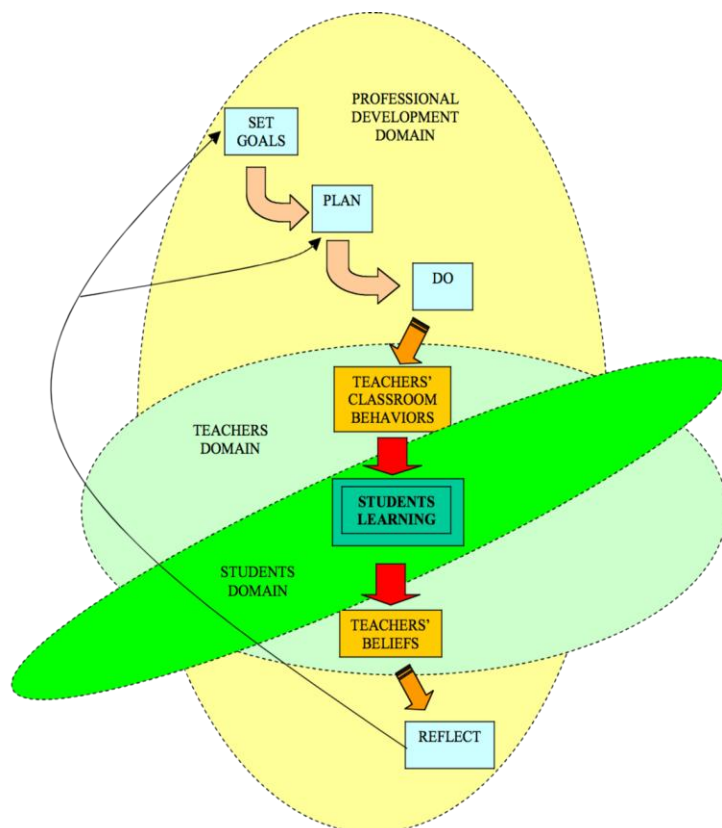 PROFESSIONAL
DEVELOPMENT
DOMAIN
SET
GOALS
PLAN
DO
TEACHERS'
CLASSROOM
BEHAVIORS
TEACHERS
DOMAIN
STUDENTS
LEARNING
STUDENTS
DOMAIN
TEACHERS'
BELIEFS
REFLECT